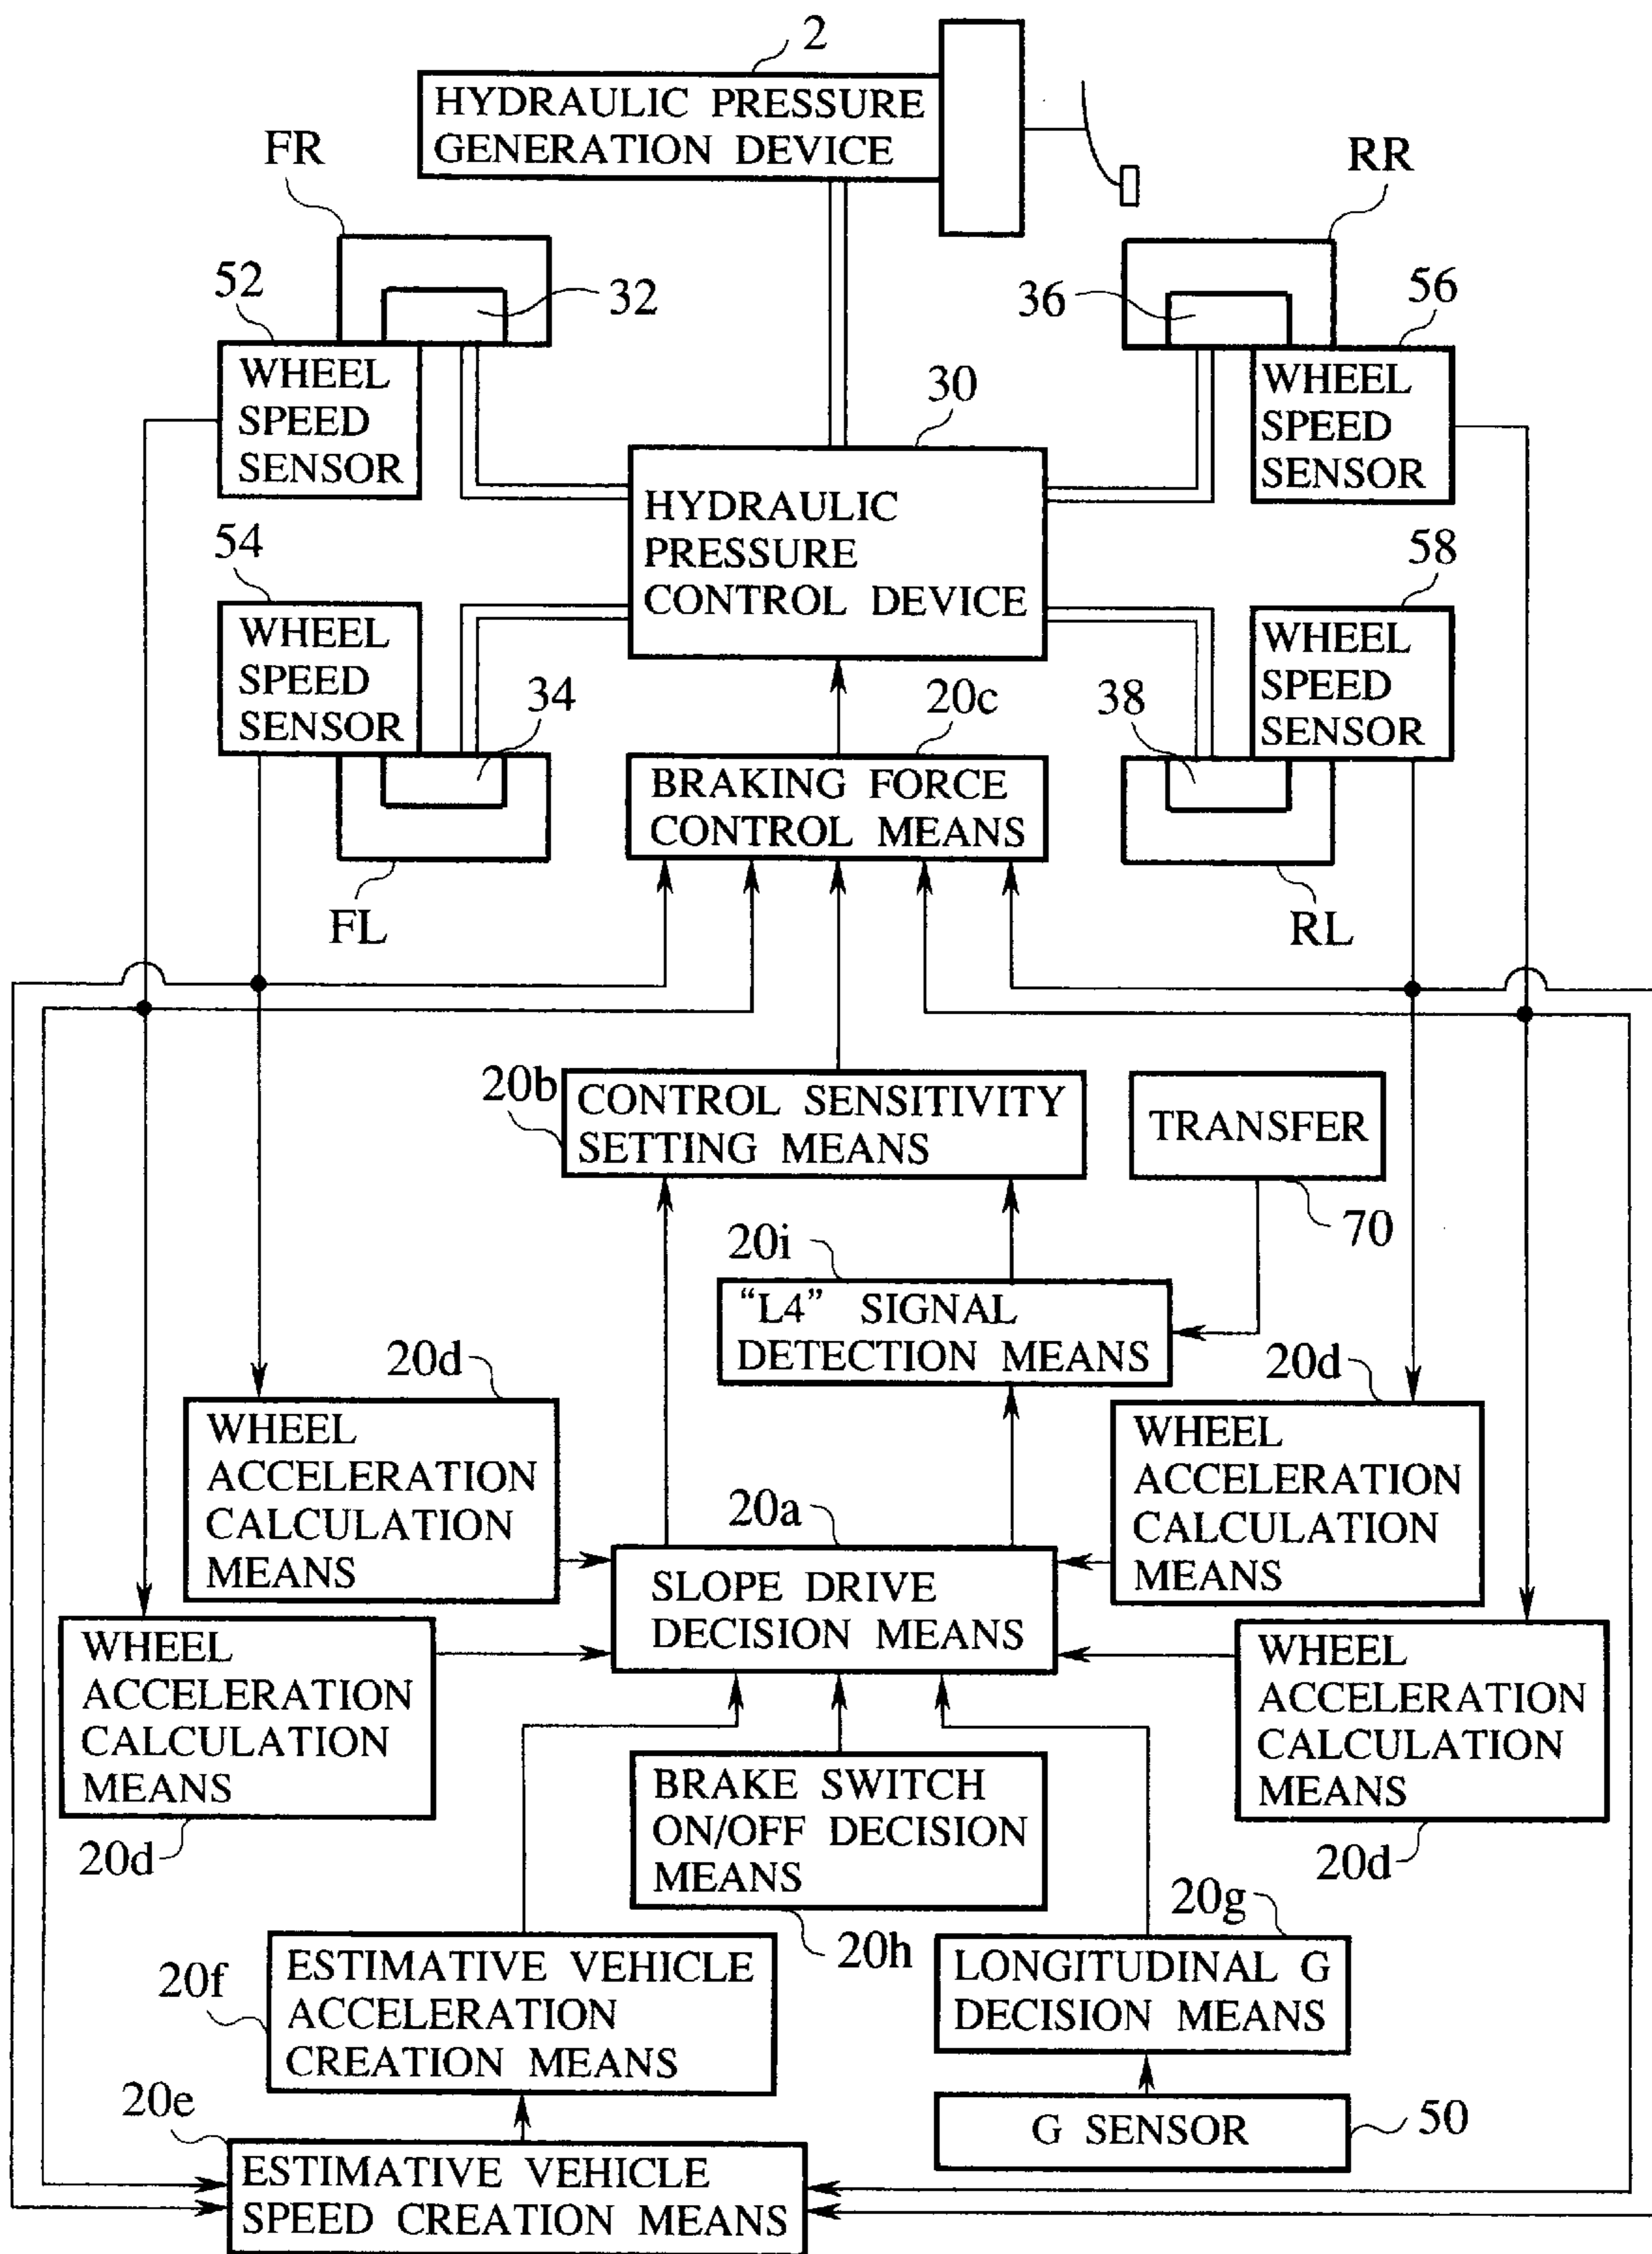 2
HYDRAULIC PRESSURE
GENERATION DEVICE
FR
RR
52
32
36
56
WHEEL
SPEED
SENSOR
30
WHEEL
SPEED
SENSOR
HYDRAULIC
PRESSURE
CONTROL DEVICE
54
58
WHEEL
SPEED
SENSOR
34
20c
38
WHEEL
SPEED
SENSOR
BRAKING FORCE
CONTROL MEANS
FL
RL
20b
CONTROL SENSITIVITY
SETTING MEANS
TRANSFER
70
20i
"L4" SIGNAL
DETECTION MEANS
20d
20d
WHEEL
ACCELERATION
CALCULATION
MEANS
WHEEL
ACCELERATION
CALCULATION
MEANS
20a
SLOPE DRIVE
DECISION MEANS
WHEEL
ACCELERATION
CALCULATION
MEANS
20d
WHEEL
ACCELERATION
CALCULATION
MEANS
20d
BRAKE SWITCH
ON/OFF DECISION
MEANS
20h
20g
20f
ESTIMATIVE VEHICLE
ACCELERATION
CREATION MEANS
LONGITUDINAL G
DECISION MEANS
20e
G SENSOR
50
ESTIMATIVE VEHICLE
SPEED CREATION MEANS